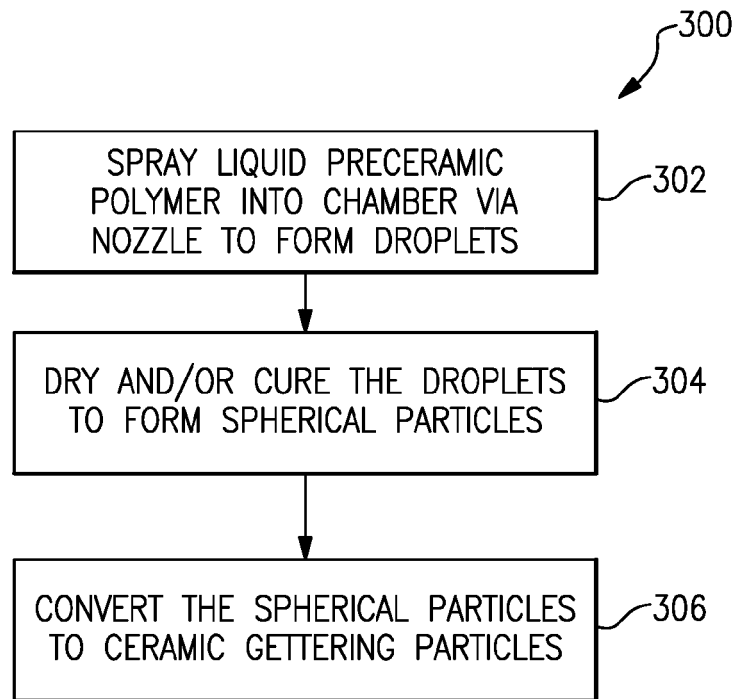 300
SPRAY LIQUID PRECERAMIC
POLYMER INTO CHAMBER VIA
NOZZLE TO FORM DROPLETS
302
DRY AND/OR CURE THE DROPLETS
TO FORM SPHERICAL PARTICLES
304
CONVERT THE SPHERICAL PARTICLES
TO CERAMIC GETTERING PARTICLES
306